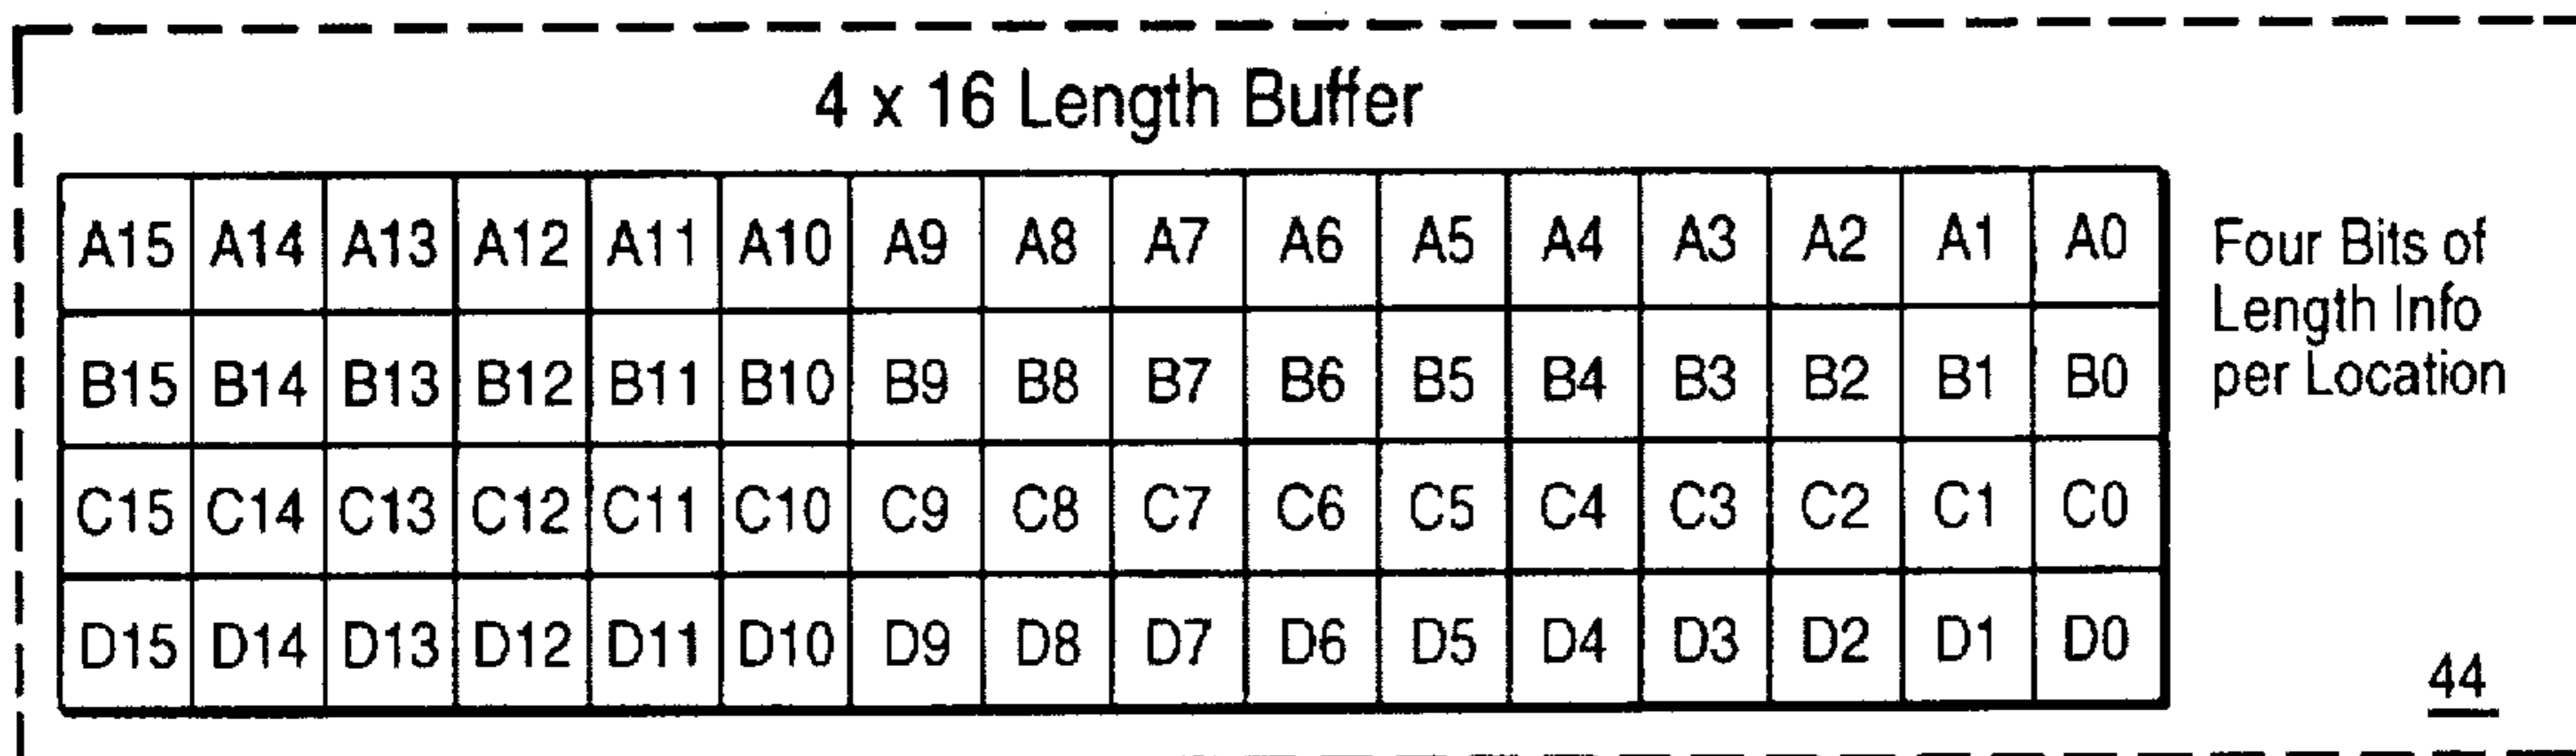 4 x 16 Length Buffer
A15 A14 A13 A12 A11 A10 A9 A8 A7 A6 A5 A4 A3 A2 A1 A0
B15 B14 B13 B12 B11 B10 B9 B8 B7 B6 B5 B4 B3 B2 B1 B0
C15 C14 C13 C12 C11 C10 C9 C8 C7 C6 C5 C4 C3 C2 C1 C0
D15 D14 D13 D12 D11 D10 D9 D8 D7 D6 D5 D4 D3 D2 D1 D0
Four Bits of
Length Info
per Location
44